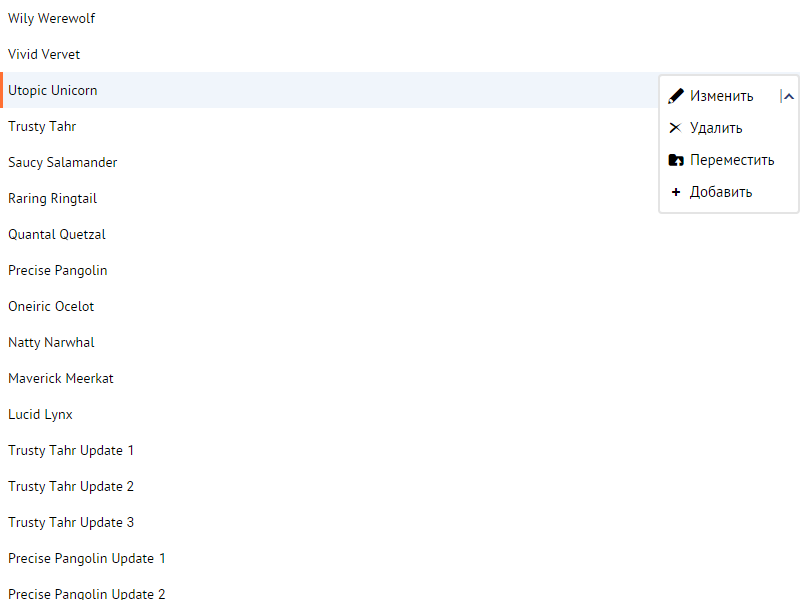 Wily Werewolf
Vivid Vervet
Utopic Unicorn
Изменить
Trusty Tahr
Удалить
Saucy Salamander
Переместить
Raring Ringtail
Добавить
Quantal Quetzal
Precise Pangolin
Oneiric Ocelot
Natty Narwhal
Maverick Meerkat
Lucid Lynx
Trusty Tahr Update 1
Trusty Tahr Update 2
Trusty Tahr Update 3
Precise Pangolin Update 1
Precise Pangolin Update 2